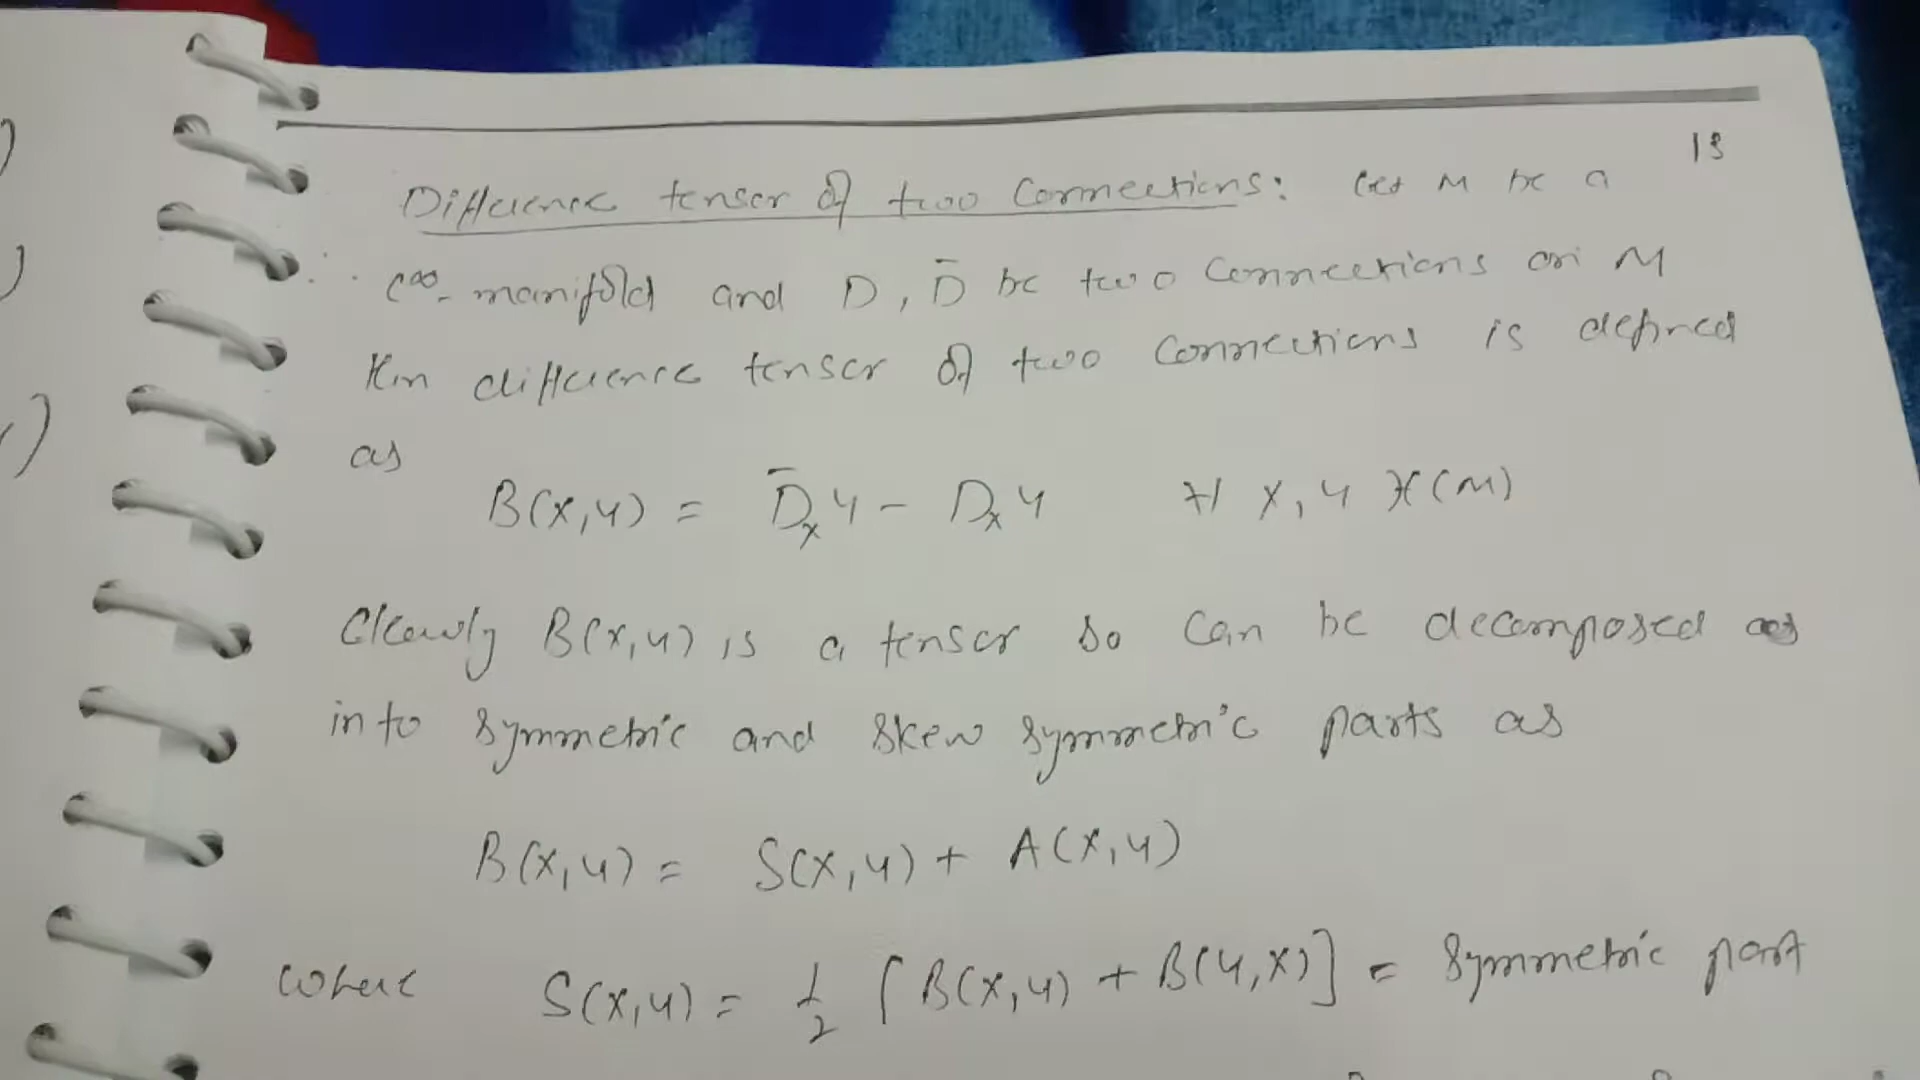 13
Difference tensor of two Connections: Let M be a
C∞- manifold and D, D̄ be two Connections on M
then difference tensor of two Connections is defined
as
B(X,Y) = D̄_X Y - D_X Y ∀ X, Y 𝔛(M)
Clearly B(X,Y) is a tensor so can be decomposed as
into symmetric and skew symmetric parts as
B(X,Y) = S(X,Y) + A(X,Y)
where S(X,Y) = 1/2 [B(X,Y) + B(Y,X)] = symmetric part